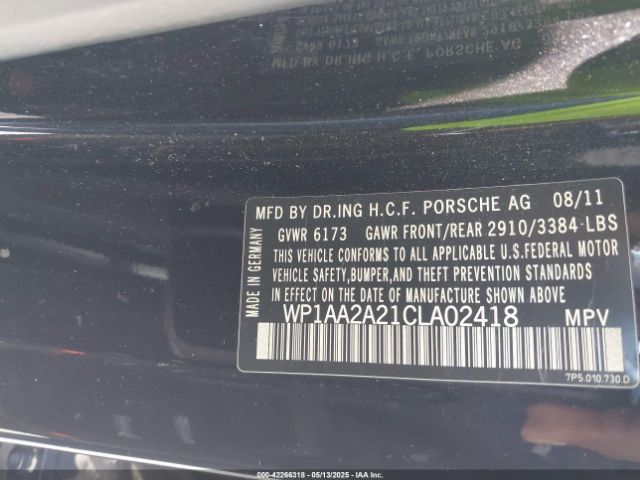 MFD BY DR.ING H.C.F. PORSCHE AG 08/11
GVWR 6173 GAWR FRONT/REAR 2910/3384 LBS
THIS VEHICLE CONFORMS TO ALL APPLICABLE U.S.FEDERAL MOTOR
VEHICLE SAFETY,BUMPER,AND THEFT PREVENTION STANDARDS
IN EFFECT ON THE DATE OF MANUFACTURE SHOWN ABOVE
WP1AA2A21CLA02418 MPV
MADE IN GERMANY
7P5.010.730.D
000-42266318 | 05/13/2025 | IAAI.COM